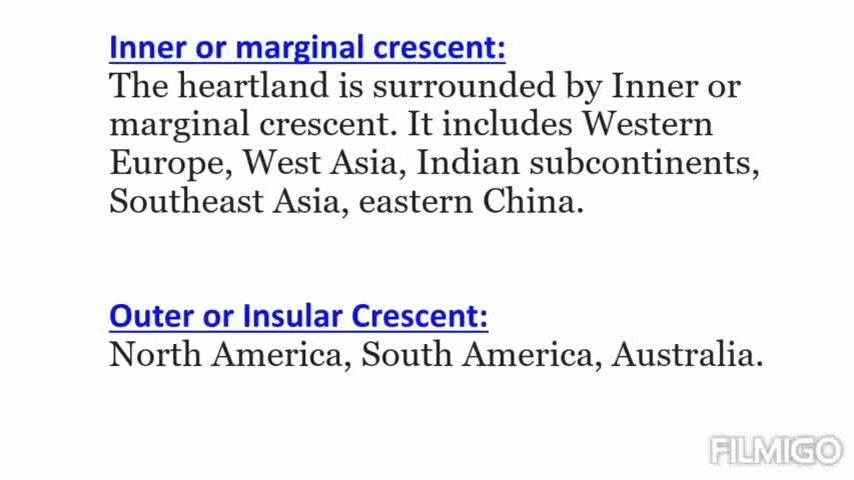 Inner or marginal crescent:
The heartland is surrounded by Inner or
marginal crescent. It includes Western
Europe, West Asia, Indian subcontinents,
Southeast Asia, eastern China.
Outer or Insular Crescent:
North America, South America, Australia.
FILMIGO